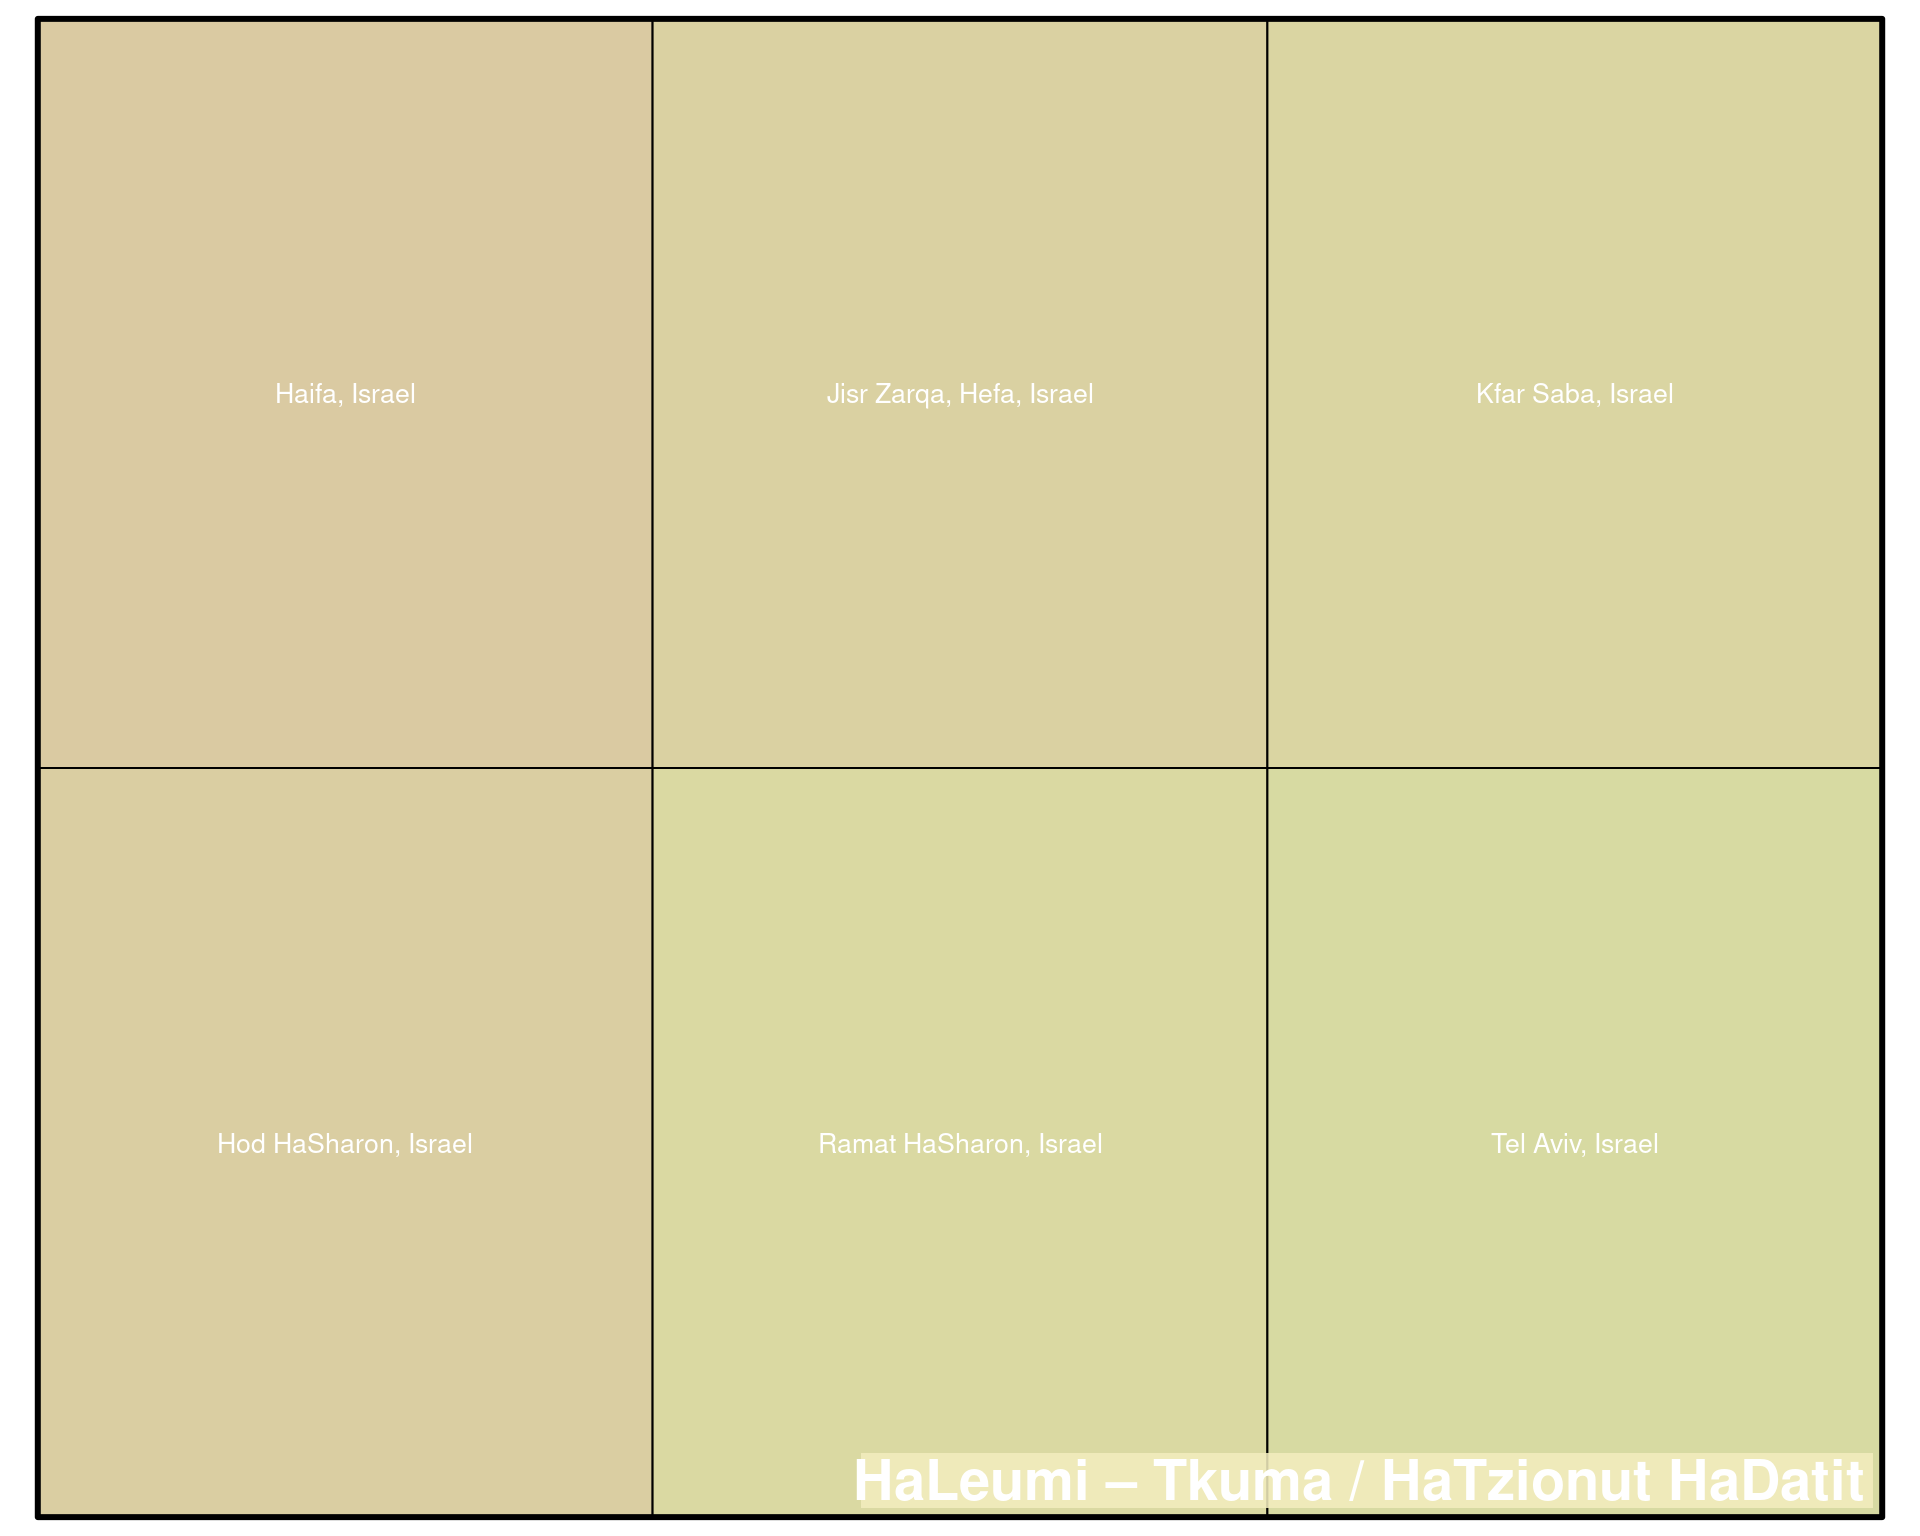 Haifa, Israel
Jisr Zarqa, Hefa, Israel
Kfar Saba, Israel
Hod HaSharon, Israel
Ramat HaSharon, Israel
Tel Aviv, Israel
HaLeumi – Tkuma / HaTzionut HaDatit